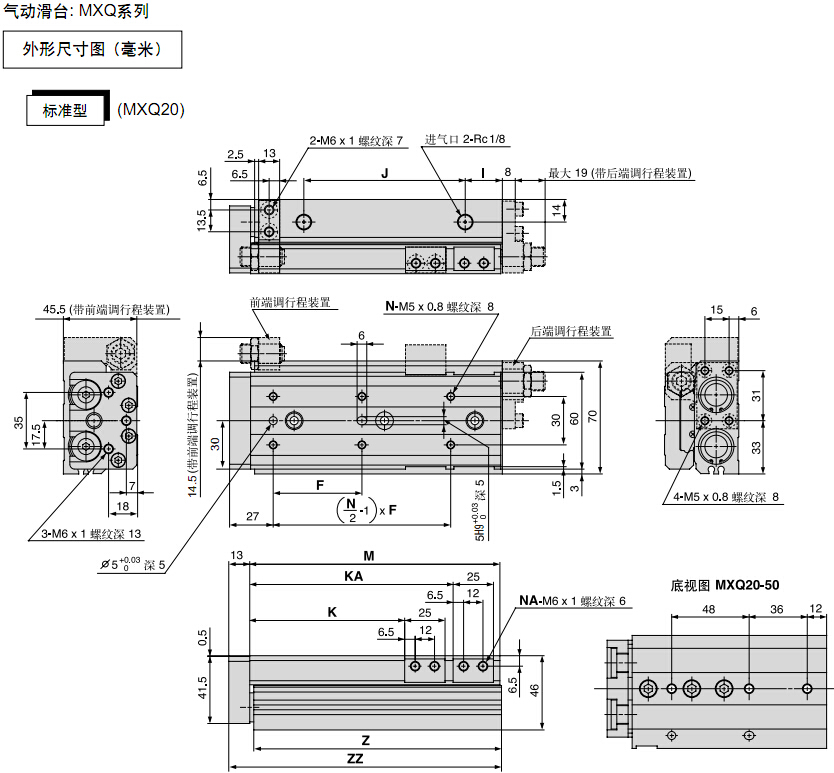 气动滑台: MXQ系列
外形尺寸图（毫米）
标准型 (MXQ20)
2-M6 x 1 螺纹深 7
进气口 2-Rc 1/8
2.5 13
6.5
J I 8 最大 19 (带后端调行程装置)
6.5
13.5
14
45.5 (带前端调行程装置)
前端调行程装置
N-M5 x 0.8 螺纹深 8
后端调行程装置
15 6
6
35
17.5
14.5 (带前端调行程装置)
30
30
60
70
31
33
7
18
F
(N/2 -1) x F
27
5H9 +0.03 0 深 5
1.5
3
4-M5 x 0.8 螺纹深 8
3-M6 x 1 螺纹深 13
⌀5 +0.03 0 深 5
13 M
KA 25
6.5 12
K 25
6.5 12
NA-M6 x 1 螺纹深 6
底视图 MXQ20-50
48 36 12
0.5
41.5
6.5
46
Z
ZZ